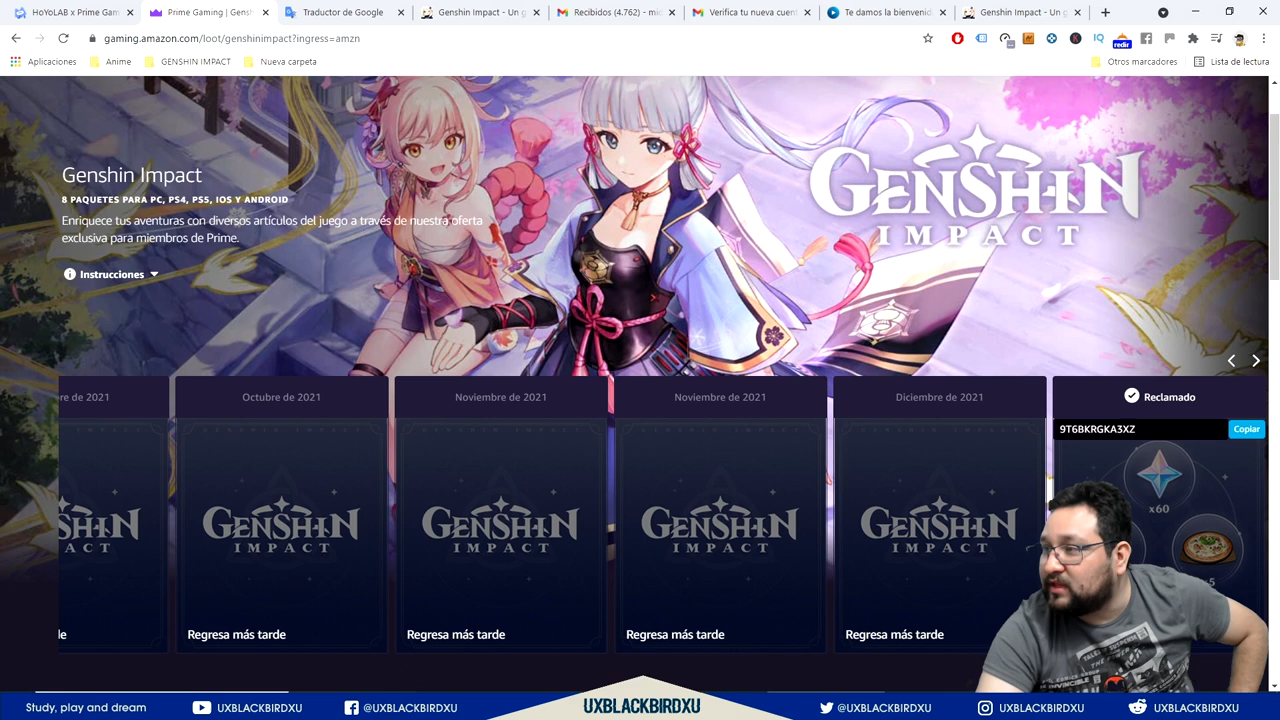 HoYoLAB x Prime Gam
Prime Gaming | Gensh
Traductor de Google
Genshin Impact - Un g
Recibidos (4.762) - mi
Verifica tu nueva cuent
Te damos la bienvenid
Genshin Impact - Un g
gaming.amazon.com/loot/genshinimpact?ingress=amzn
IQ
redir
Aplicaciones
Anime
GENSHIN IMPACT
Nueva carpeta
Otros marcadores
Lista de lectura
Genshin Impact
8 PAQUETES PARA PC, PS4, PS5, IOS Y ANDROID
Enriquece tus aventuras con diversos artículos del juego a través de nuestra oferta
exclusiva para miembros de Prime.
Instrucciones
GENSHIN
IMPACT
re de 2021
Octubre de 2021
Noviembre de 2021
Noviembre de 2021
Diciembre de 2021
Reclamado
9T6BKRGKA3XZ
Copiar
x60
SHIN
ACT
GENSHIN
IMPACT
GENSHIN
IMPACT
GENSHIN
IMPACT
GENSHIN
IMPACT
de
Regresa más tarde
Regresa más tarde
Regresa más tarde
Regresa más tarde
Study, play and dream
UXBLACKBIRDXU
@UXBLACKBIRDXU
UXBLACKBIRDXU
@UXBLACKBIRDXU
UXBLACKBIRDXU
UXBLACKBIRDXU